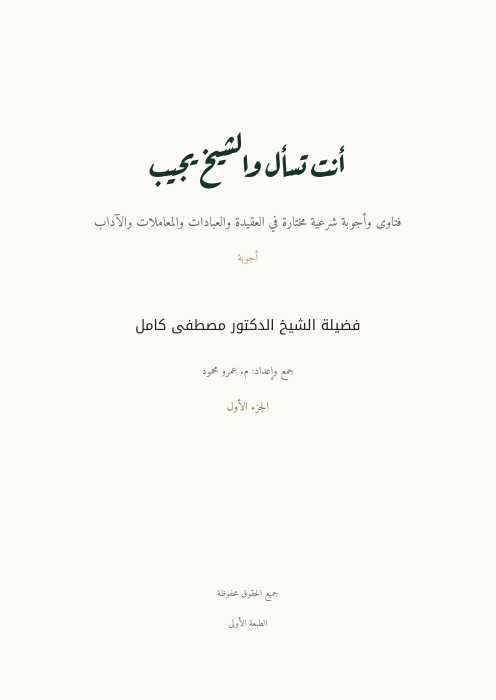 أنت تسأل والشيخ يجيب
فتاوى وأجوبة شرعية مختارة في العقيدة والعبادات والمعاملات والآداب
أجوبة
فضيلة الشيخ الدكتور مصطفى كامل
جمع وإعداد: م. عمرو محمود
الجزء الأول
جميع الحقوق محفوظة
الطبعة الأولى